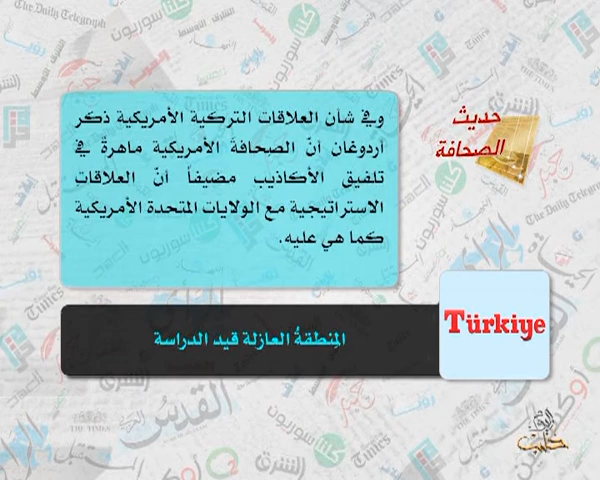 حديث
الصحافة
وفي شأن العلاقات التركية الأمريكية ذكر
أردوغان أنّ الصحافةَ الأمريكية ماهرةٌ في
تلفيق الأكاذيب مضيفاً أنّ العلاقاتِ
الاستراتيجية مع الولايات المتحدة الأمريكية
كما هي عليه.
Türkiye
المنطقةُ العازلة قيد الدراسة